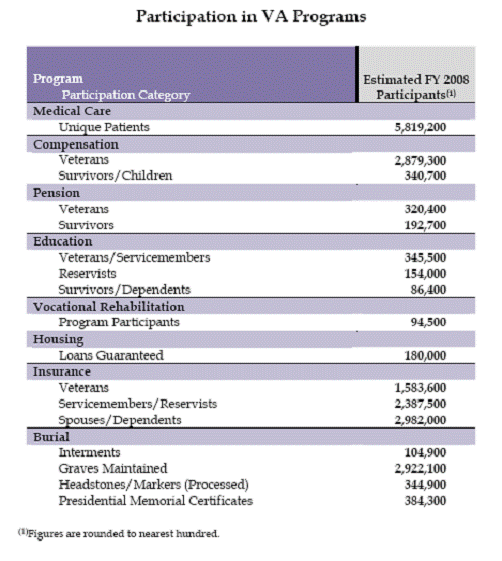 Participation in VA Programs
Program
Participation Category
Estimated FY 2008
Participants(1)
Medical Care
Unique Patients 5,819,200
Compensation
Veterans 2,879,300
Survivors/Children 340,700
Pension
Veterans 320,400
Survivors 192,700
Education
Veterans/Servicemembers 345,500
Reservists 154,000
Survivors/Dependents 86,400
Vocational Rehabilitation
Program Participants 94,500
Housing
Loans Guaranteed 180,000
Insurance
Veterans 1,583,600
Servicemembers/Reservists 2,387,500
Spouses/Dependents 2,982,000
Burial
Interments 104,900
Graves Maintained 2,922,100
Headstones/Markers (Processed) 344,900
Presidential Memorial Certificates 384,300
(1)Figures are rounded to nearest hundred.